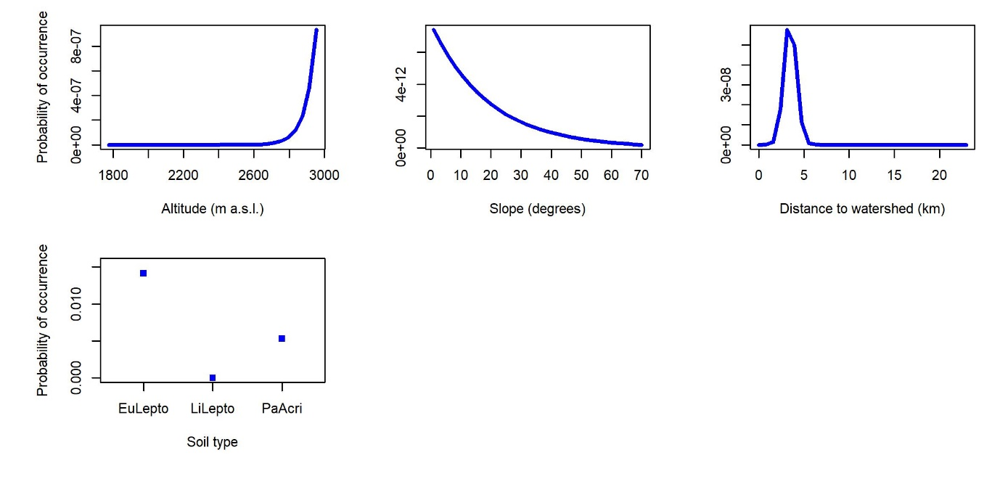 Probability of occurrence
0e+00 4e-07 8e-07
1800 2200 2600 3000
Altitude (m a.s.l.)
0e+00 4e-12
0 10 20 30 40 50 60 70
Slope (degrees)
0e+00 3e-08
0 5 10 15 20
Distance to watershed (km)
Probability of occurrence
0.000 0.010
EuLepto LiLepto PaAcri
Soil type